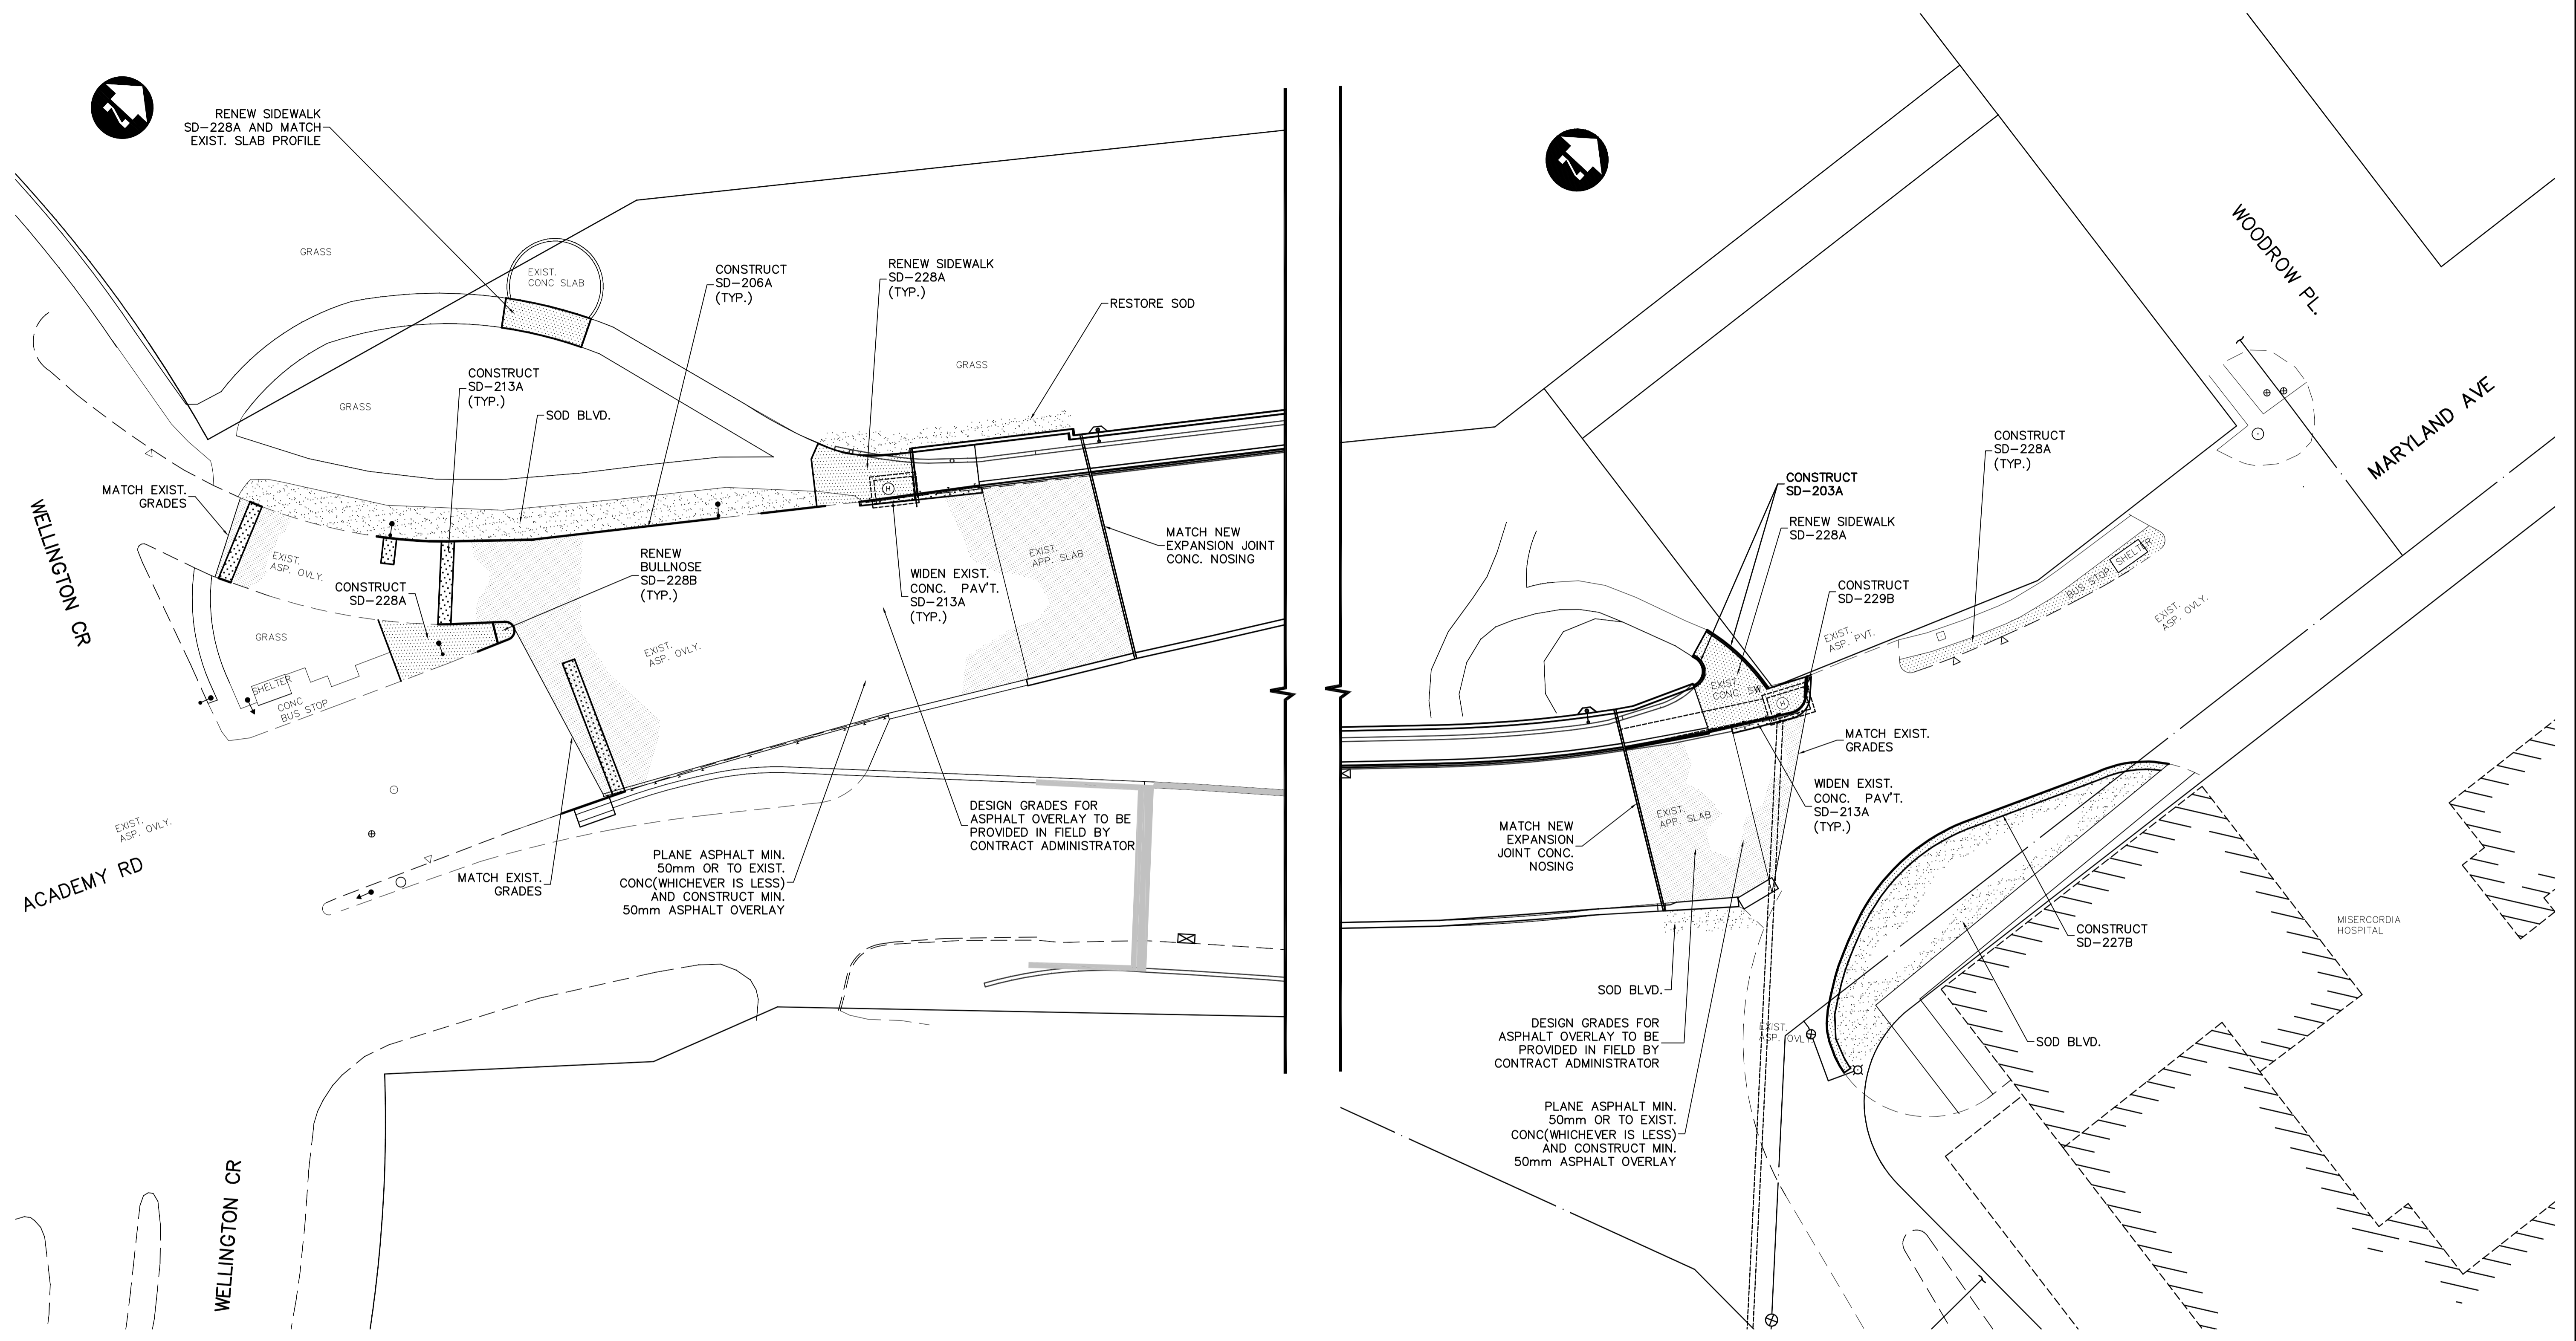 RENEW SIDEWALK
SD-228A AND MATCH
EXIST. SLAB PROFILE
GRASS
EXIST.
CONC SLAB
CONSTRUCT
SD-206A
(TYP.)
RENEW SIDEWALK
SD-228A
(TYP.)
RESTORE SOD
GRASS
CONSTRUCT
SD-213A
(TYP.)
GRASS
SOD BLVD.
MATCH EXIST.
GRADES
WELLINGTON CR
H
EXIST.
ASP. OVLY.
CONSTRUCT
SD-228A
RENEW
BULLNOSE
SD-228B
(TYP.)
EXIST.
APP. SLAB
MATCH NEW
EXPANSION JOINT
CONC. NOSING
WIDEN EXIST.
CONC. PAV'T.
SD-213A
(TYP.)
GRASS
EXIST.
ASP. OVLY.
SHELTER
CONC
BUS STOP
EXIST.
ASP. OVLY.
ACADEMY RD
MATCH EXIST.
GRADES
PLANE ASPHALT MIN.
50mm OR TO EXIST.
CONC(WHICHEVER IS LESS)
AND CONSTRUCT MIN.
50mm ASPHALT OVERLAY
DESIGN GRADES FOR
ASPHALT OVERLAY TO BE
PROVIDED IN FIELD BY
CONTRACT ADMINISTRATOR
WELLINGTON CR
WOODROW PL.
MARYLAND AVE
CONSTRUCT
SD-228A
(TYP.)
CONSTRUCT
SD-203A
RENEW SIDEWALK
SD-228A
CONSTRUCT
SD-229B
SHELTER
BUS STOP
EXIST.
ASP. OVLY.
EXIST.
ASP. PVT.
EXIST.
CONC. SW
H
MATCH EXIST.
GRADES
WIDEN EXIST.
CONC. PAV'T.
SD-213A
(TYP.)
EXIST.
APP. SLAB
MATCH NEW
EXPANSION
JOINT CONC.
NOSING
CONSTRUCT
SD-227B
MISERCORDIA
HOSPITAL
SOD BLVD.
DESIGN GRADES FOR
ASPHALT OVERLAY TO BE
PROVIDED IN FIELD BY
CONTRACT ADMINISTRATOR
EXIST.
ASP. OVLY.
SOD BLVD.
PLANE ASPHALT MIN.
50mm OR TO EXIST.
CONC(WHICHEVER IS LESS)
AND CONSTRUCT MIN.
50mm ASPHALT OVERLAY